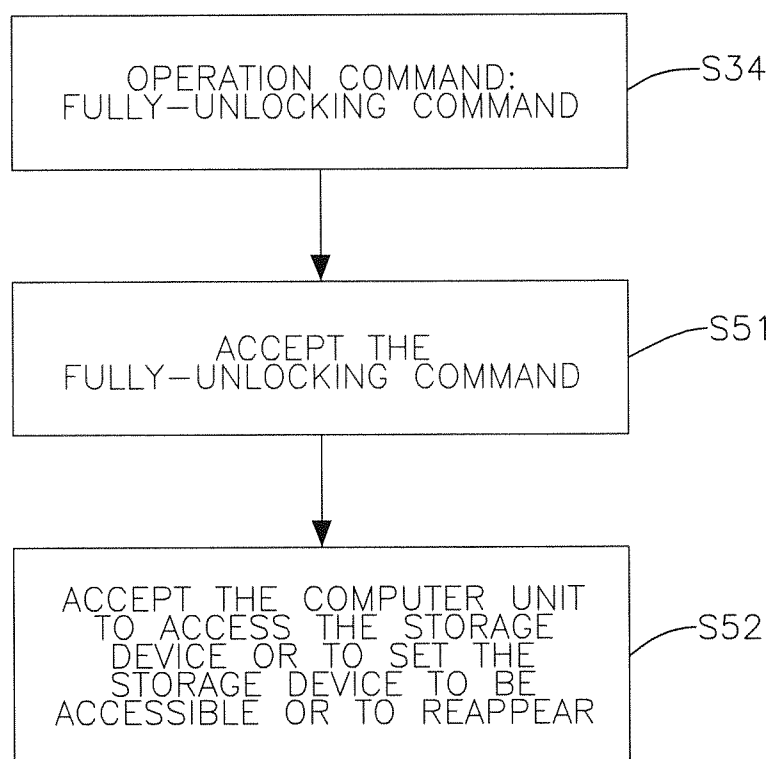 OPERATION COMMAND:
FULLY-UNLOCKING COMMAND
S34
ACCEPT THE
FULLY-UNLOCKING COMMAND
S51
ACCEPT THE COMPUTER UNIT
TO ACCESS THE STORAGE
DEVICE OR TO SET THE
STORAGE DEVICE TO BE
ACCESSIBLE OR TO REAPPEAR
S52